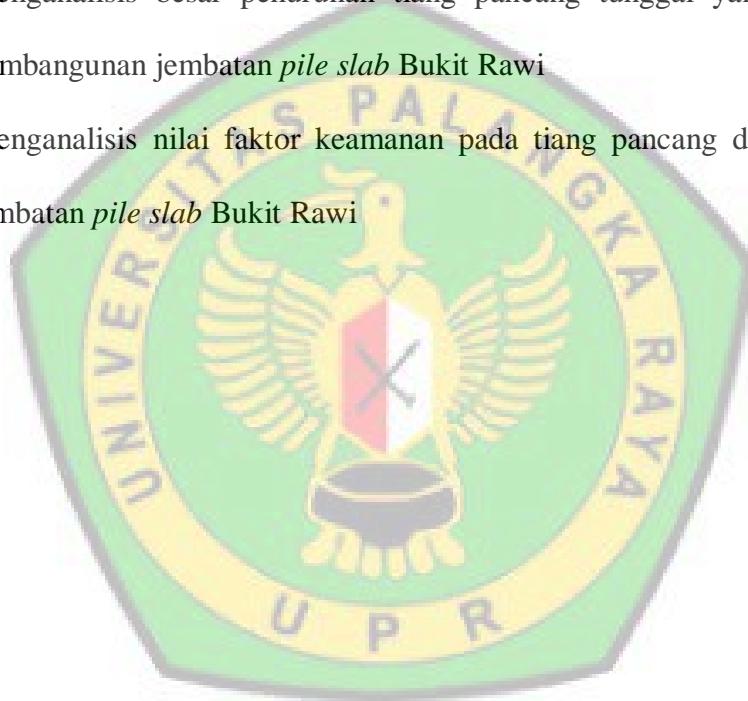 enganalisis besar penurunan tiang pancang tunggal
mbangunan jembatan pile slab Bukit Rawi
enganalisis nilai faktor keamanan pada tiang pancang d
mbatan pile slab Bukit Rawi
UNIVERSITAS PALANGKA RAYA
UPR